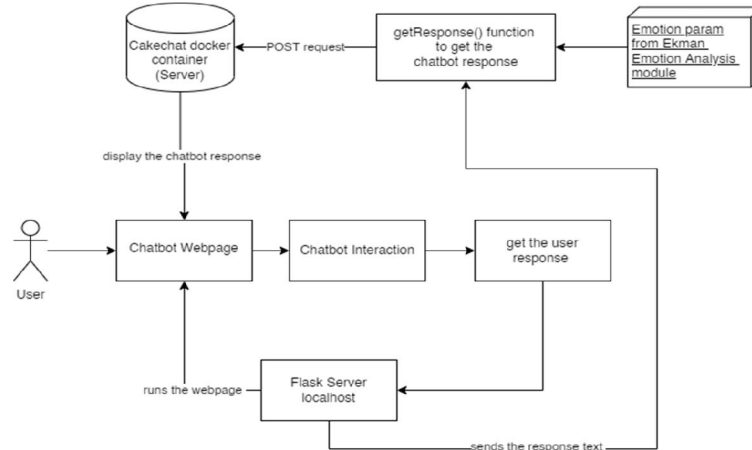 Cakechat docker
container
(Server)
POST request
getResponse() function
to get the
chatbot response
Emotion param
from Ekman
Emotion Analysis
module
display the chatbot response
User
Chatbot Webpage
Chatbot Interaction
get the user
response
runs the webpage
Flask Server
localhost
sends the response text